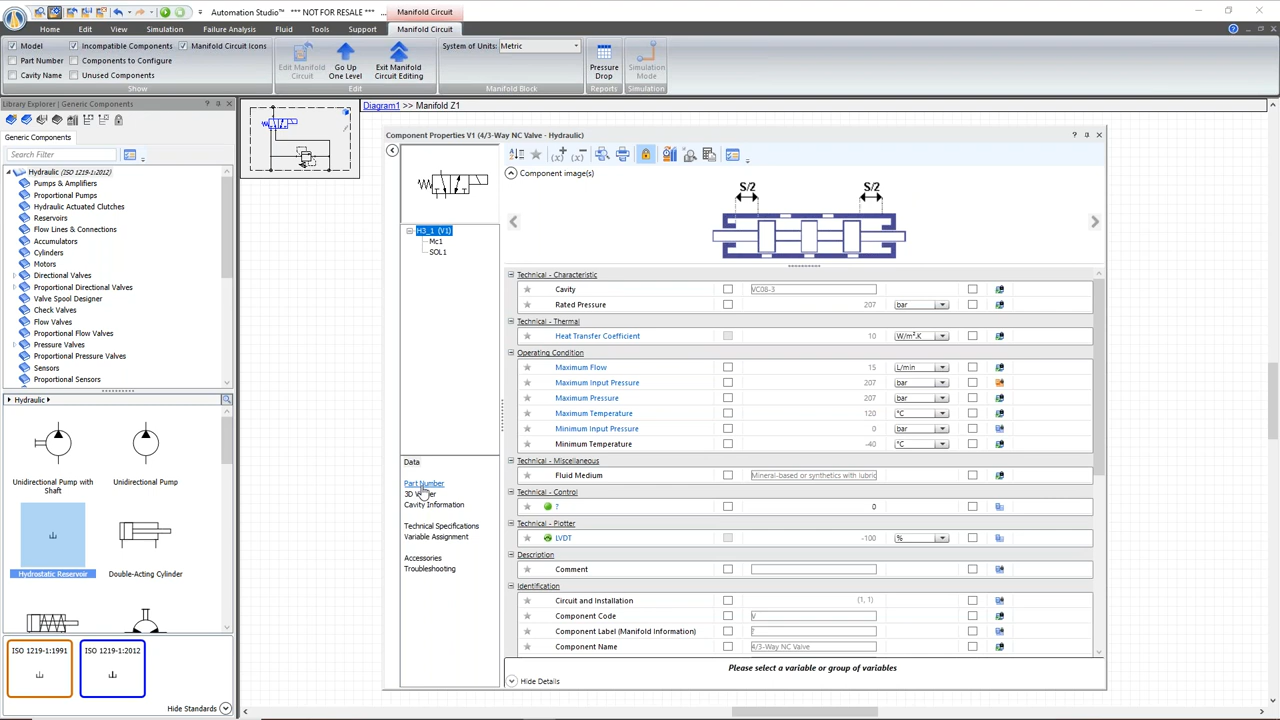 Automation Studio™ *** NOT FOR RESALE *** ...
Manifold Circuit
Home
Edit
View
Simulation
Failure Analysis
Fluid
Tools
Support
Manifold Circuit
Model
Incompatible Components
Manifold Circuit Icons
Part Number
Components to Configure
Cavity Name
Unused Components
Show
Edit Manifold
Circuit
Go Up
One Level
Exit Manifold
Circuit Editing
Edit
System of Units:
Metric
Manifold Block
Pressure
Drop
Reports
Simulation
Mode
Simulation
Library Explorer | Generic Components
Generic Components
Search Filter
Hydraulic (ISO 1219-1:2012)
Pumps & Amplifiers
Proportional Pumps
Hydraulic Actuated Clutches
Reservoirs
Flow Lines & Connections
Accumulators
Cylinders
Motors
Directional Valves
Proportional Directional Valves
Valve Spool Designer
Check Valves
Flow Valves
Proportional Flow Valves
Pressure Valves
Proportional Pressure Valves
Sensors
Proportional Sensors
Hydraulic
Unidirectional Pump with
Shaft
Unidirectional Pump
Hydrostatic Reservoir
Double-Acting Cylinder
ISO 1219-1:1991
ISO 1219-1:2012
Hide Standards
Diagram1 >> Manifold Z1
Component Properties V1 (4/3-Way NC Valve - Hydraulic)
H3_1 (V1)
Mc1
SOL1
Data
Part Number
3D Viewer
Cavity Information
Technical Specifications
Variable Assignment
Accessories
Troubleshooting
Component image(s)
S/2
S/2
Technical - Characteristic
Cavity VC08-3
Rated Pressure 207 bar
Technical - Thermal
Heat Transfer Coefficient 10 W/m².K
Operating Condition
Maximum Flow 15 L/min
Maximum Input Pressure 207 bar
Maximum Pressure 207 bar
Maximum Temperature 120 °C
Minimum Input Pressure 0 bar
Minimum Temperature -40 °C
Technical - Miscellaneous
Fluid Medium Mineral-based or synthetics with lubric
Technical - Control
? 0
Technical - Plotter
LVDT -100 %
Description
Comment
Identification
Circuit and Installation (1, 1)
Component Code V
Component Label (Manifold Information) ?
Component Name 4/3-Way NC Valve
Please select a variable or group of variables
Hide Details